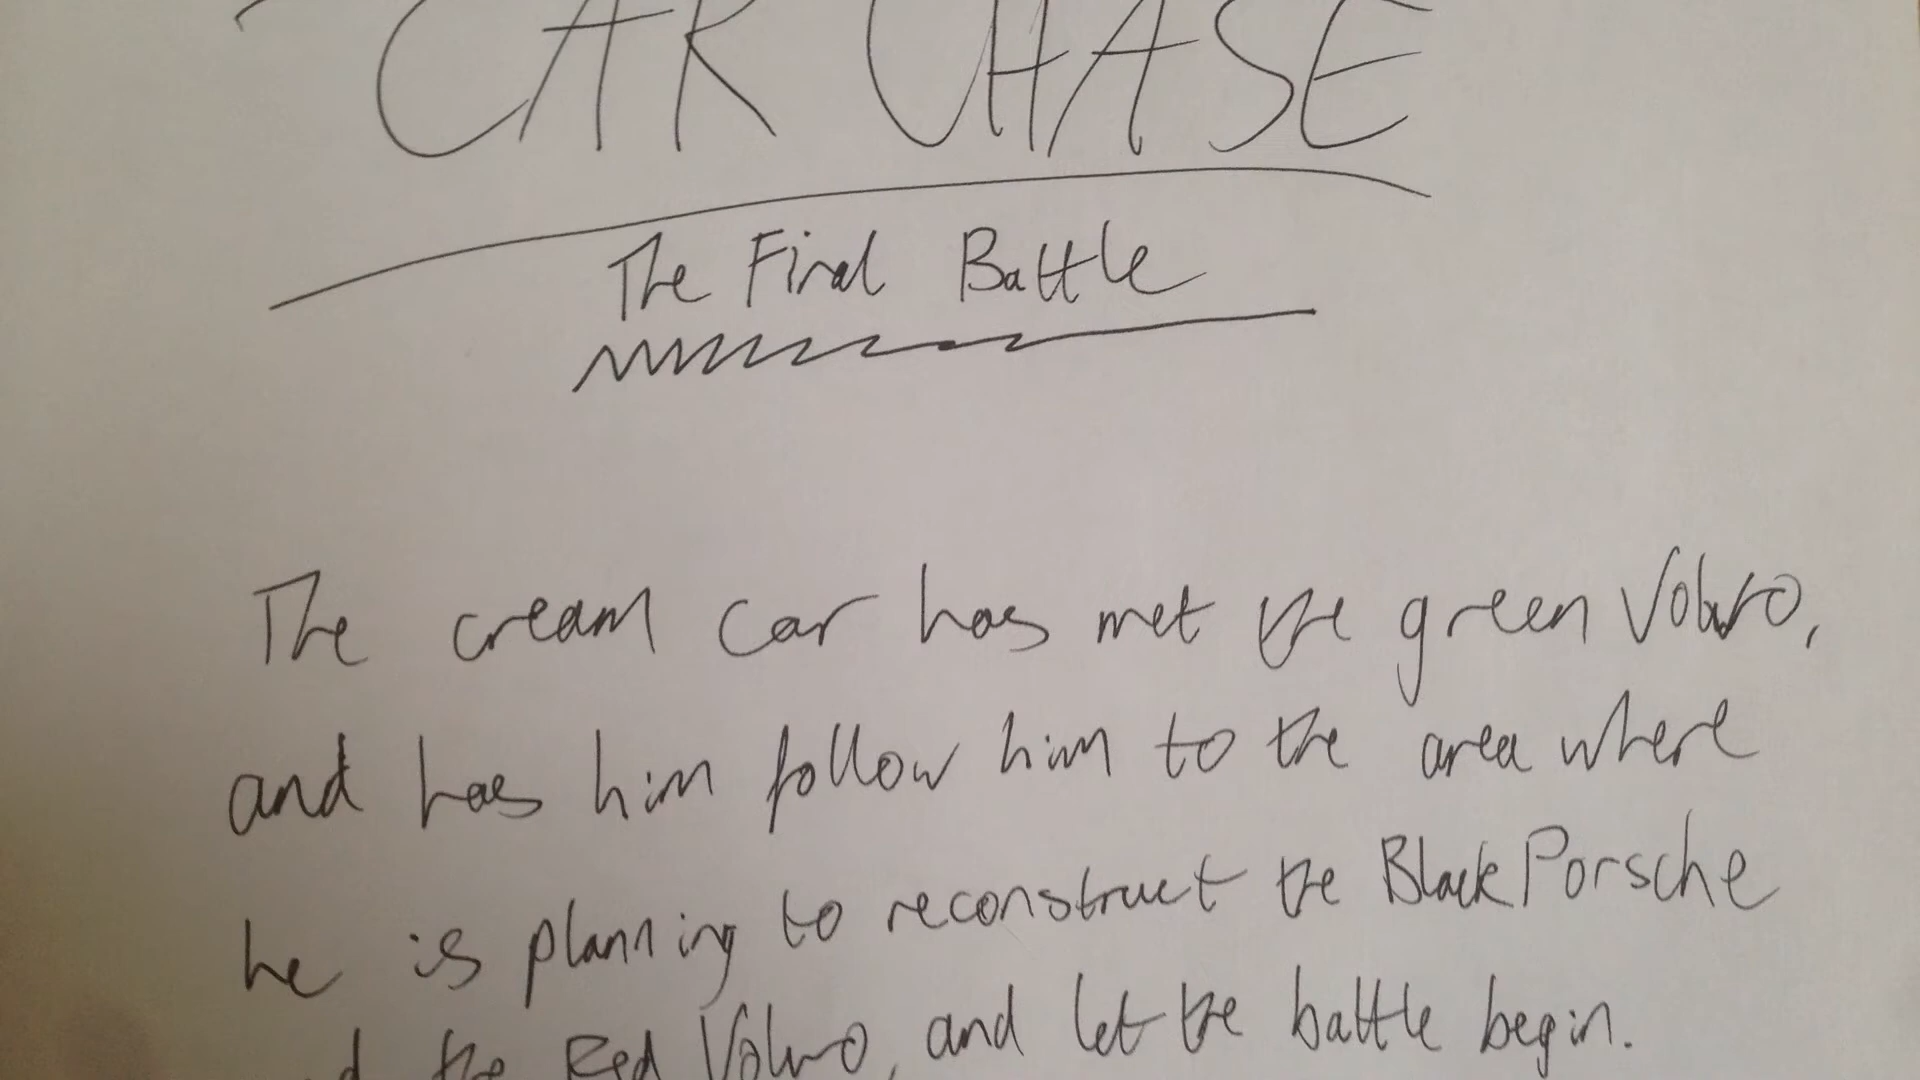 CAR CHASE
The Final Battle
The cream car has met the green Volvo,
and has him follow him to the area where
he is planning to reconstruct the Black Porsche
and the Red Volvo, and let the battle begin.